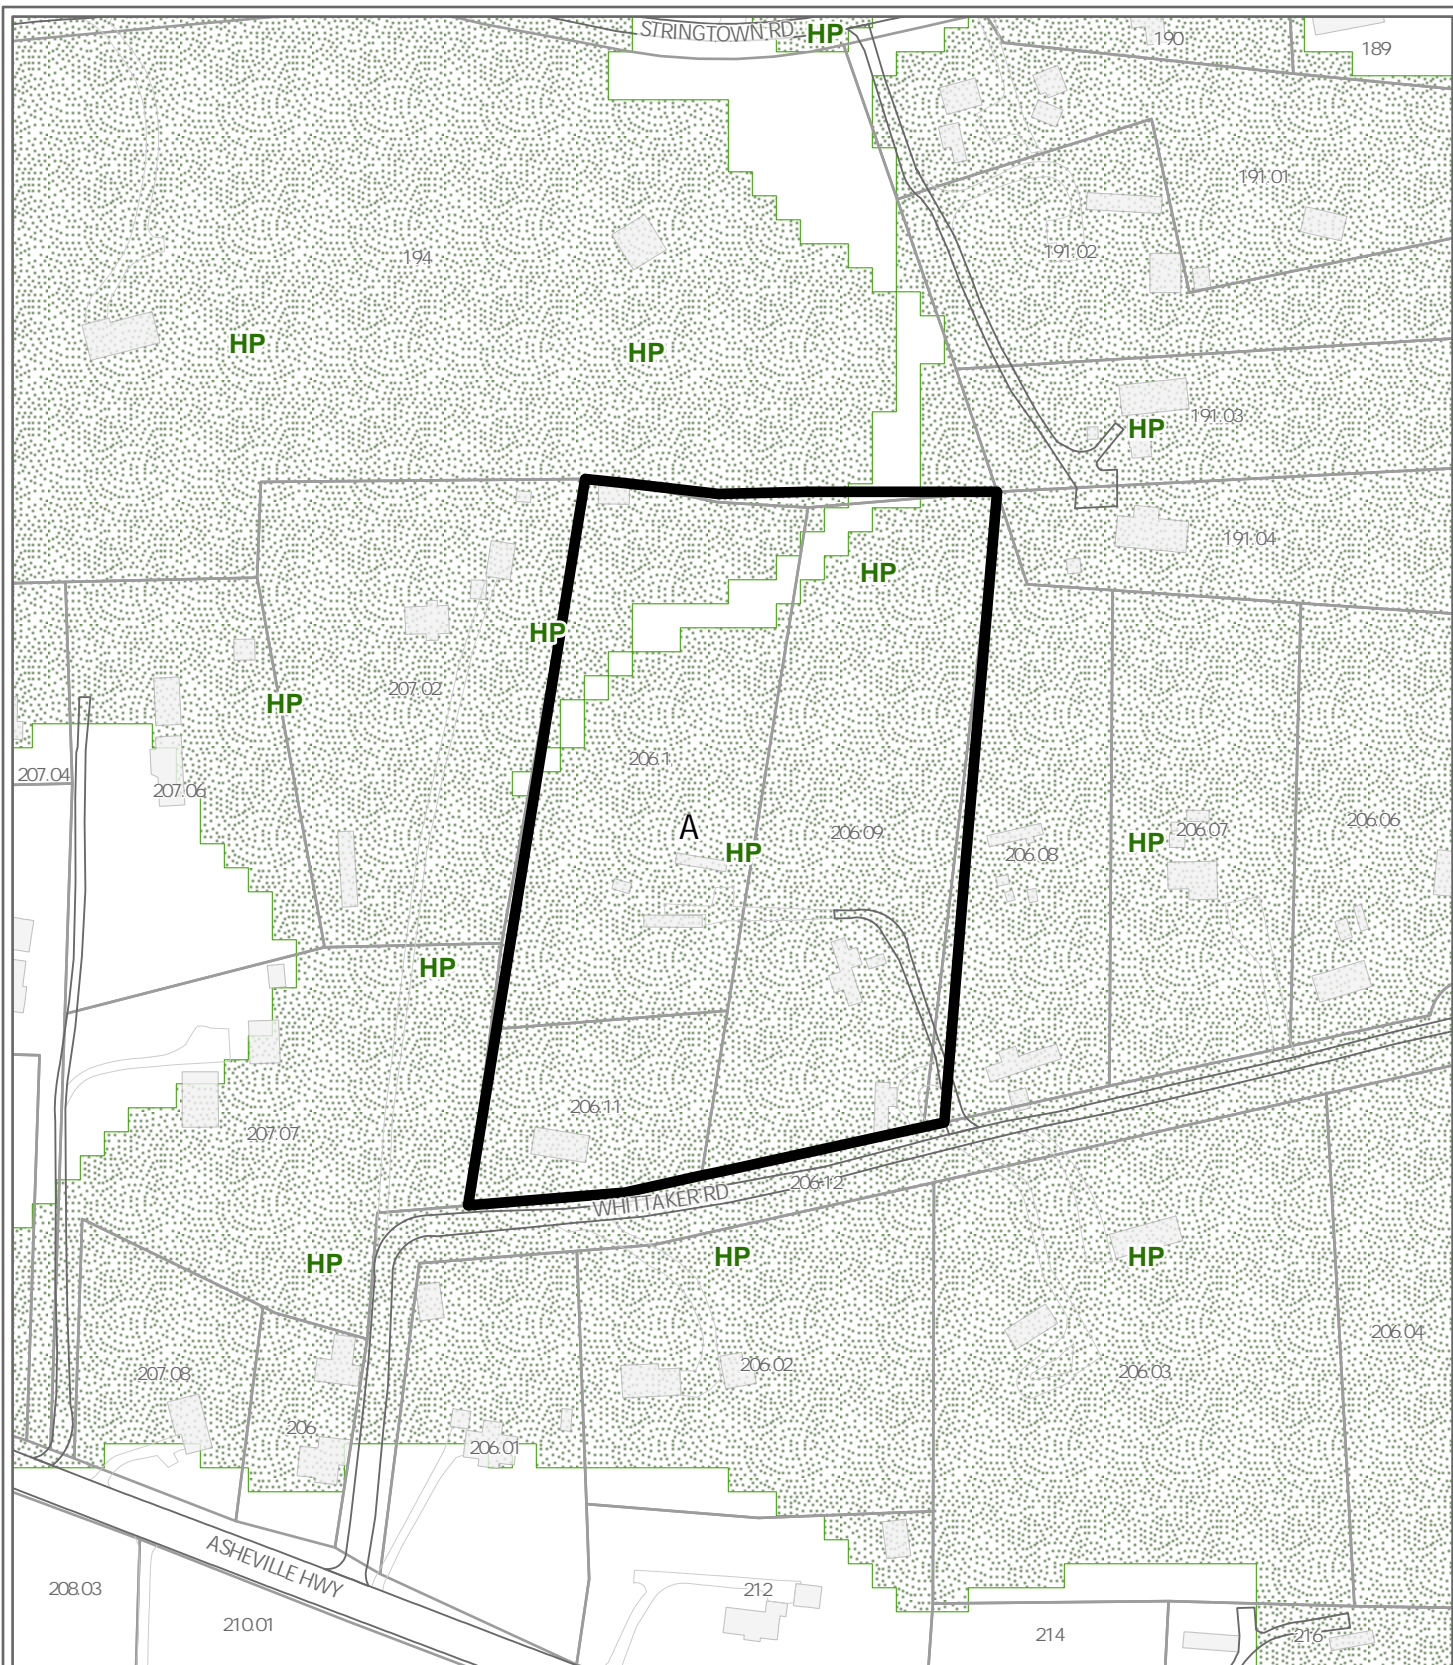 STRINGTOWN RD
HP
190
189
191.01
191.02
194
HP
HP
191.03
HP
191.04
HP
HP
207.02
HP
206.1
207.04
207.06
A
HP
206.09
206.08
HP
206.07
206.06
HP
206.11
207.07
206.12
WHITTAKER RD
HP
HP
HP
206.04
206.02
206.03
207.08
206
206.01
ASHEVILLE HWY
208.03
212
210.01
214
216